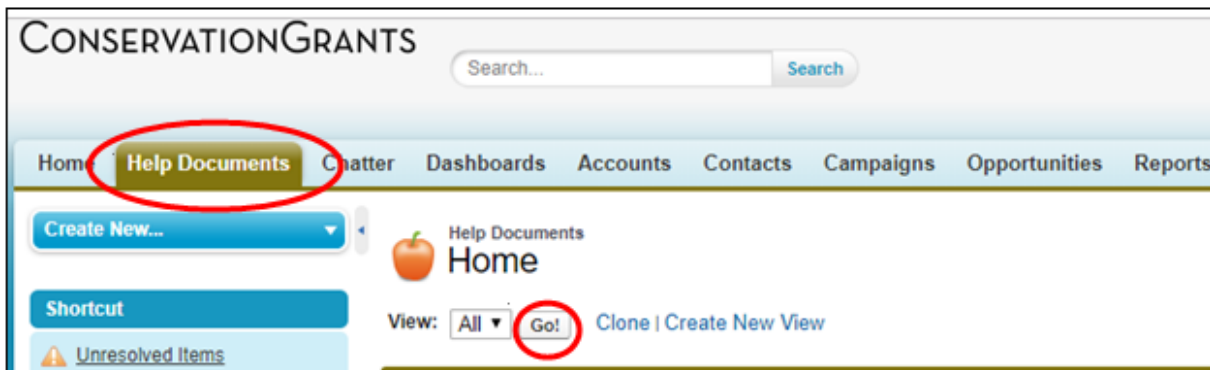 CONSERVATIONGRANTS
Search... Search
Home Help Documents Chatter Dashboards Accounts Contacts Campaigns Opportunities Reports
Create New...
Help Documents
Home
Shortcut
View: All Go! Clone | Create New View
Unresolved Items